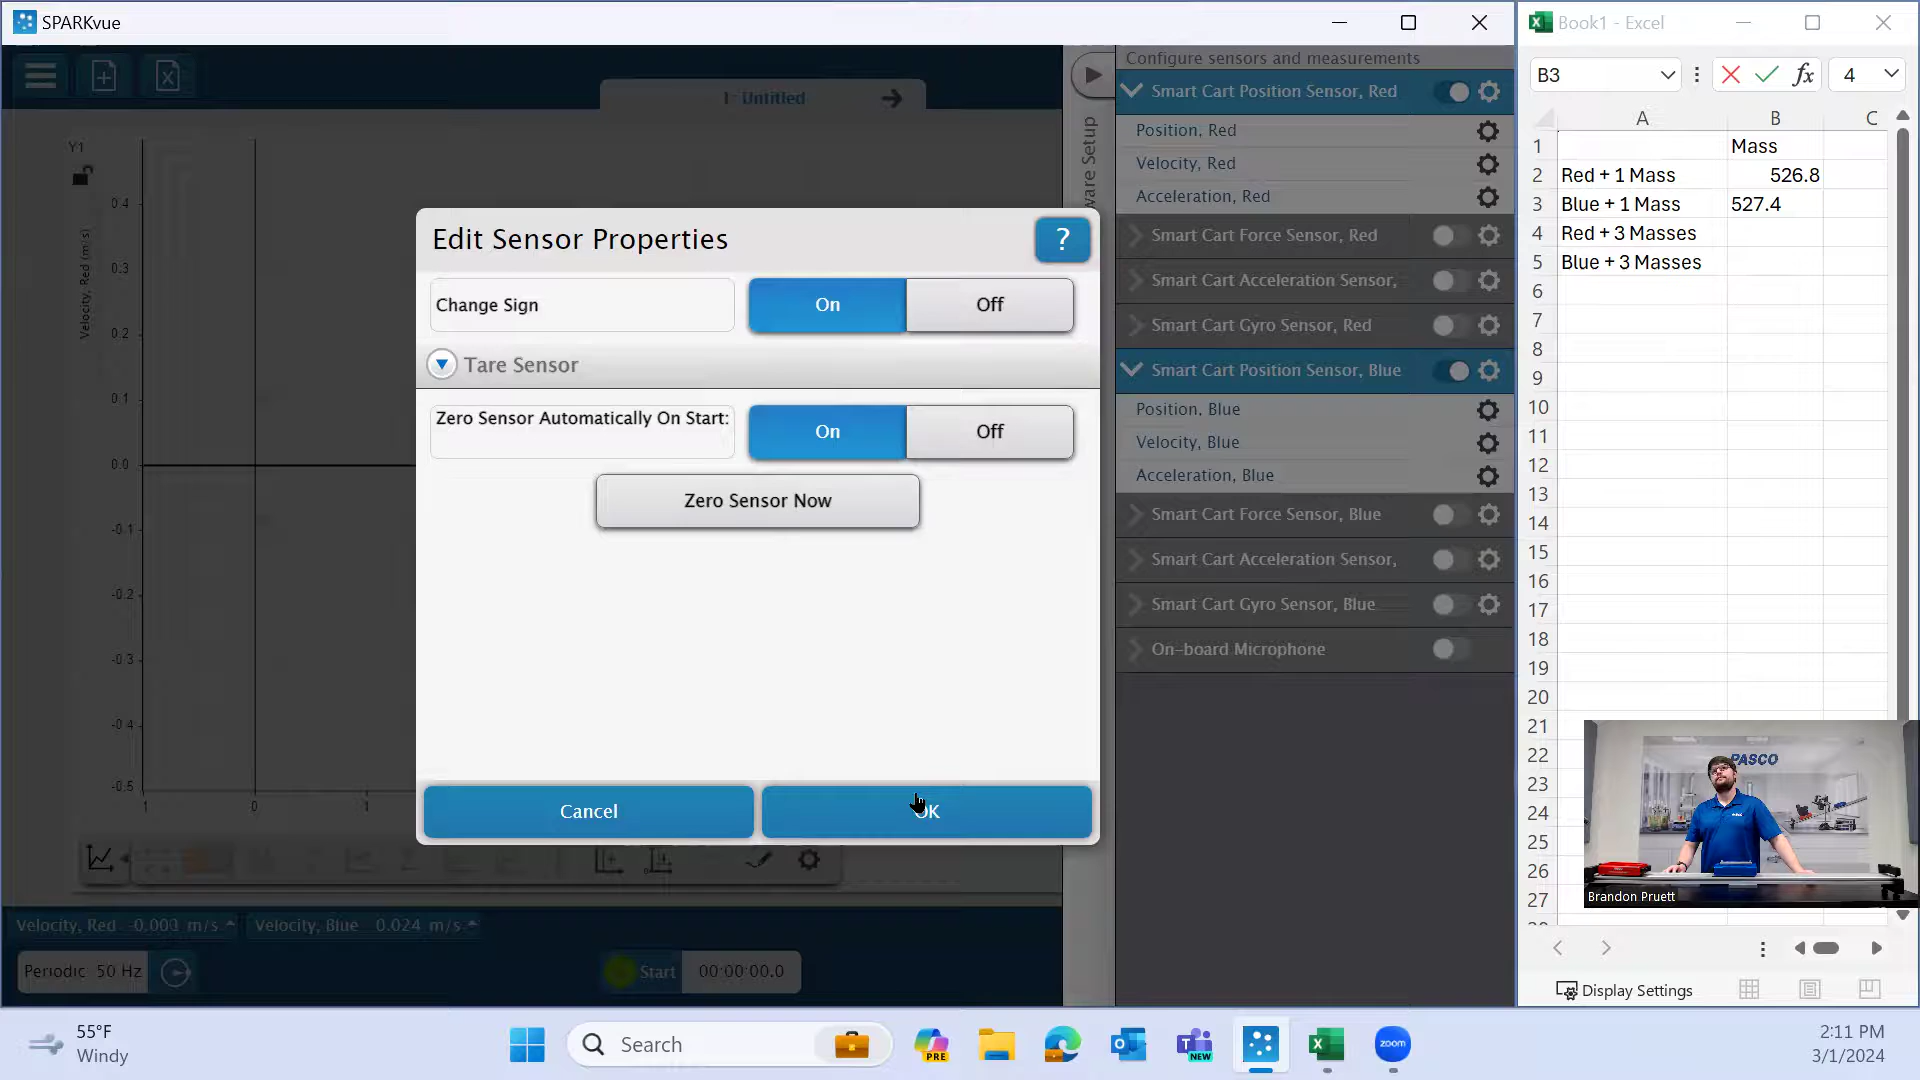 SPARKvue
Book1 - Excel
Configure sensors and measurements
1: Untitled
Y1
0.4
0.3
0.2
0.1
0.0
-0.1
-0.2
-0.3
-0.4
-0.5
Velocity, Red (m/s)
0
1
Edit Sensor Properties
?
Change Sign
On
Off
Tare Sensor
Zero Sensor Automatically On Start:
On
Off
Zero Sensor Now
Cancel
OK
Smart Cart Position Sensor, Red
Position, Red
Velocity, Red
Acceleration, Red
Smart Cart Force Sensor, Red
Smart Cart Acceleration Sensor,
Smart Cart Gyro Sensor, Red
Smart Cart Position Sensor, Blue
Position, Blue
Velocity, Blue
Acceleration, Blue
Smart Cart Force Sensor, Blue
Smart Cart Acceleration Sensor,
Smart Cart Gyro Sensor, Blue
On-board Microphone
B3
fx
4
A B C
1 Mass
2 Red + 1 Mass 526.8
3 Blue + 1 Mass 527.4
4 Red + 3 Masses
5 Blue + 3 Masses
6
7
8
9
10
11
12
13
14
15
16
17
18
19
20
21
22
23
24
25
26
27
PASCO
Brandon Pruett
Velocity, Red -0.000 m/s
Velocity, Blue 0.024 m/s
Periodic 50 Hz
Start
00:00:00.0
Display Settings
55°F
Windy
Search
PRE
NEW
zoom
2:11 PM
3/1/2024